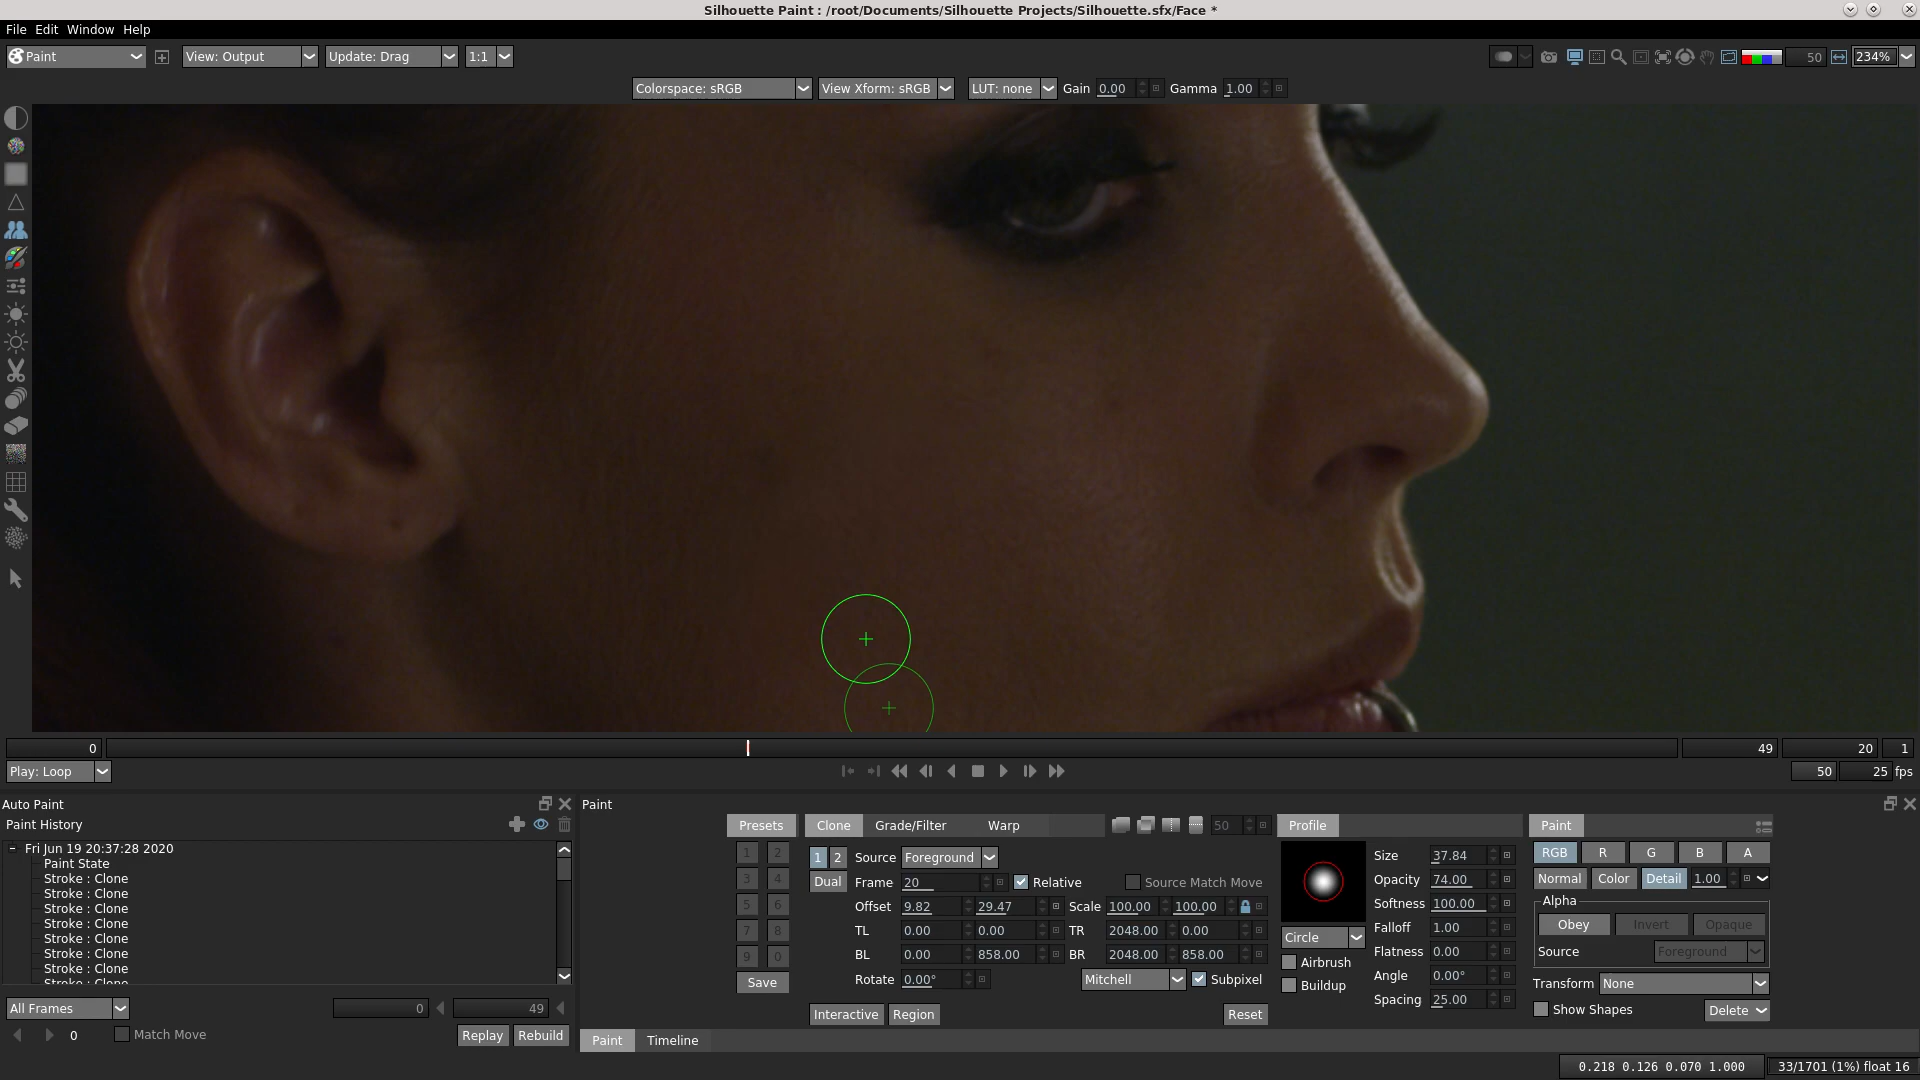 Silhouette Paint : /root/Documents/Silhouette Projects/Silhouette.sfx/Face *
File Edit Window Help
Paint View: Output Update: Drag 1:1 50 234%
Colorspace: sRGB View Xform: sRGB LUT: none Gain 0.00 Gamma 1.00
0 49 20 1
Play: Loop 50 25 fps
Auto Paint
Paint History
Fri Jun 19 20:37:28 2020
Paint State
Stroke : Clone
Stroke : Clone
Stroke : Clone
Stroke : Clone
Stroke : Clone
Stroke : Clone
Stroke : Clone
Stroke : Clone
All Frames 0 49
0 Match Move Replay Rebuild
Paint
Presets
1 2
3 4
5 6
7 8
9 0
Save
Clone Grade/Filter Warp 50
1 2 Source Foreground
Dual Frame 20 Relative Source Match Move
Offset 9.82 29.47 Scale 100.00 100.00
TL 0.00 0.00 TR 2048.00 0.00
BL 0.00 858.00 BR 2048.00 858.00
Rotate 0.00° Mitchell Subpixel
Interactive Region Reset
Profile
Circle
Airbrush
Buildup
Size 37.84
Opacity 74.00
Softness 100.00
Falloff 1.00
Flatness 0.00
Angle 0.00°
Spacing 25.00
Paint
RGB R G B A
Normal Color Detail 1.00
Alpha
Obey Invert Opaque
Source Foreground
Transform None
Show Shapes Delete
Paint Timeline
0.218 0.126 0.070 1.000 33/1701 (1%) float 16